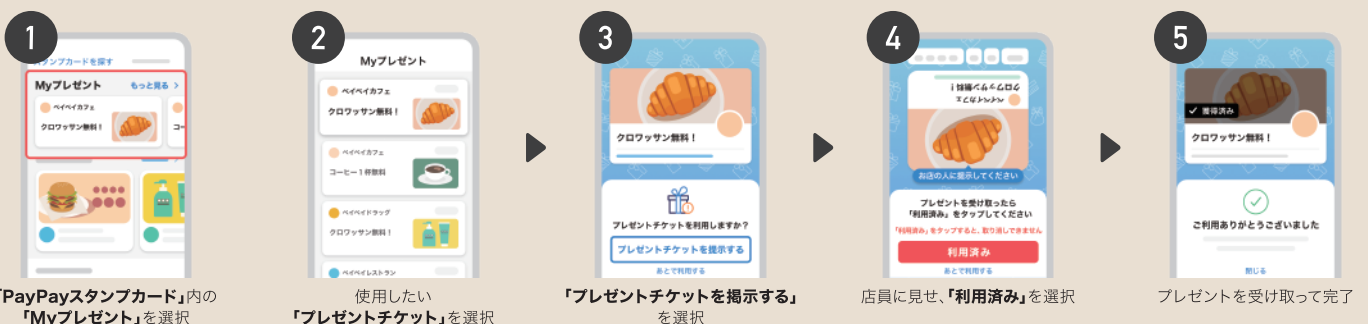 1
スタンプカードを探す
Myプレゼント もっと見る >
ペイペイカフェ
クロワッサン無料！
コー
「PayPayスタンプカード」内の
「Myプレゼント」を選択
2
Myプレゼント
ペイペイカフェ
クロワッサン無料！
ペイペイカフェ
コーヒー1杯無料
ペイペイドラッグ
クロワッサン無料！
ペイペイレストラン
使用したい
「プレゼントチケット」を選択
3
クロワッサン無料！
プレゼントチケットを利用しますか？
プレゼントチケットを提示する
あとで利用する
「プレゼントチケットを掲示する」
を選択
4
ペイペイカフェ
クロワッサン無料！
お店の人に提示してください
プレゼントを受け取ったら
「利用済み」をタップしてください
「利用済み」をタップすると、取り消しできません
利用済み
あとで利用する
店員に見せ、「利用済み」を選択
5
獲得済み
クロワッサン無料！
ご利用ありがとうございました
閉じる
プレゼントを受け取って完了